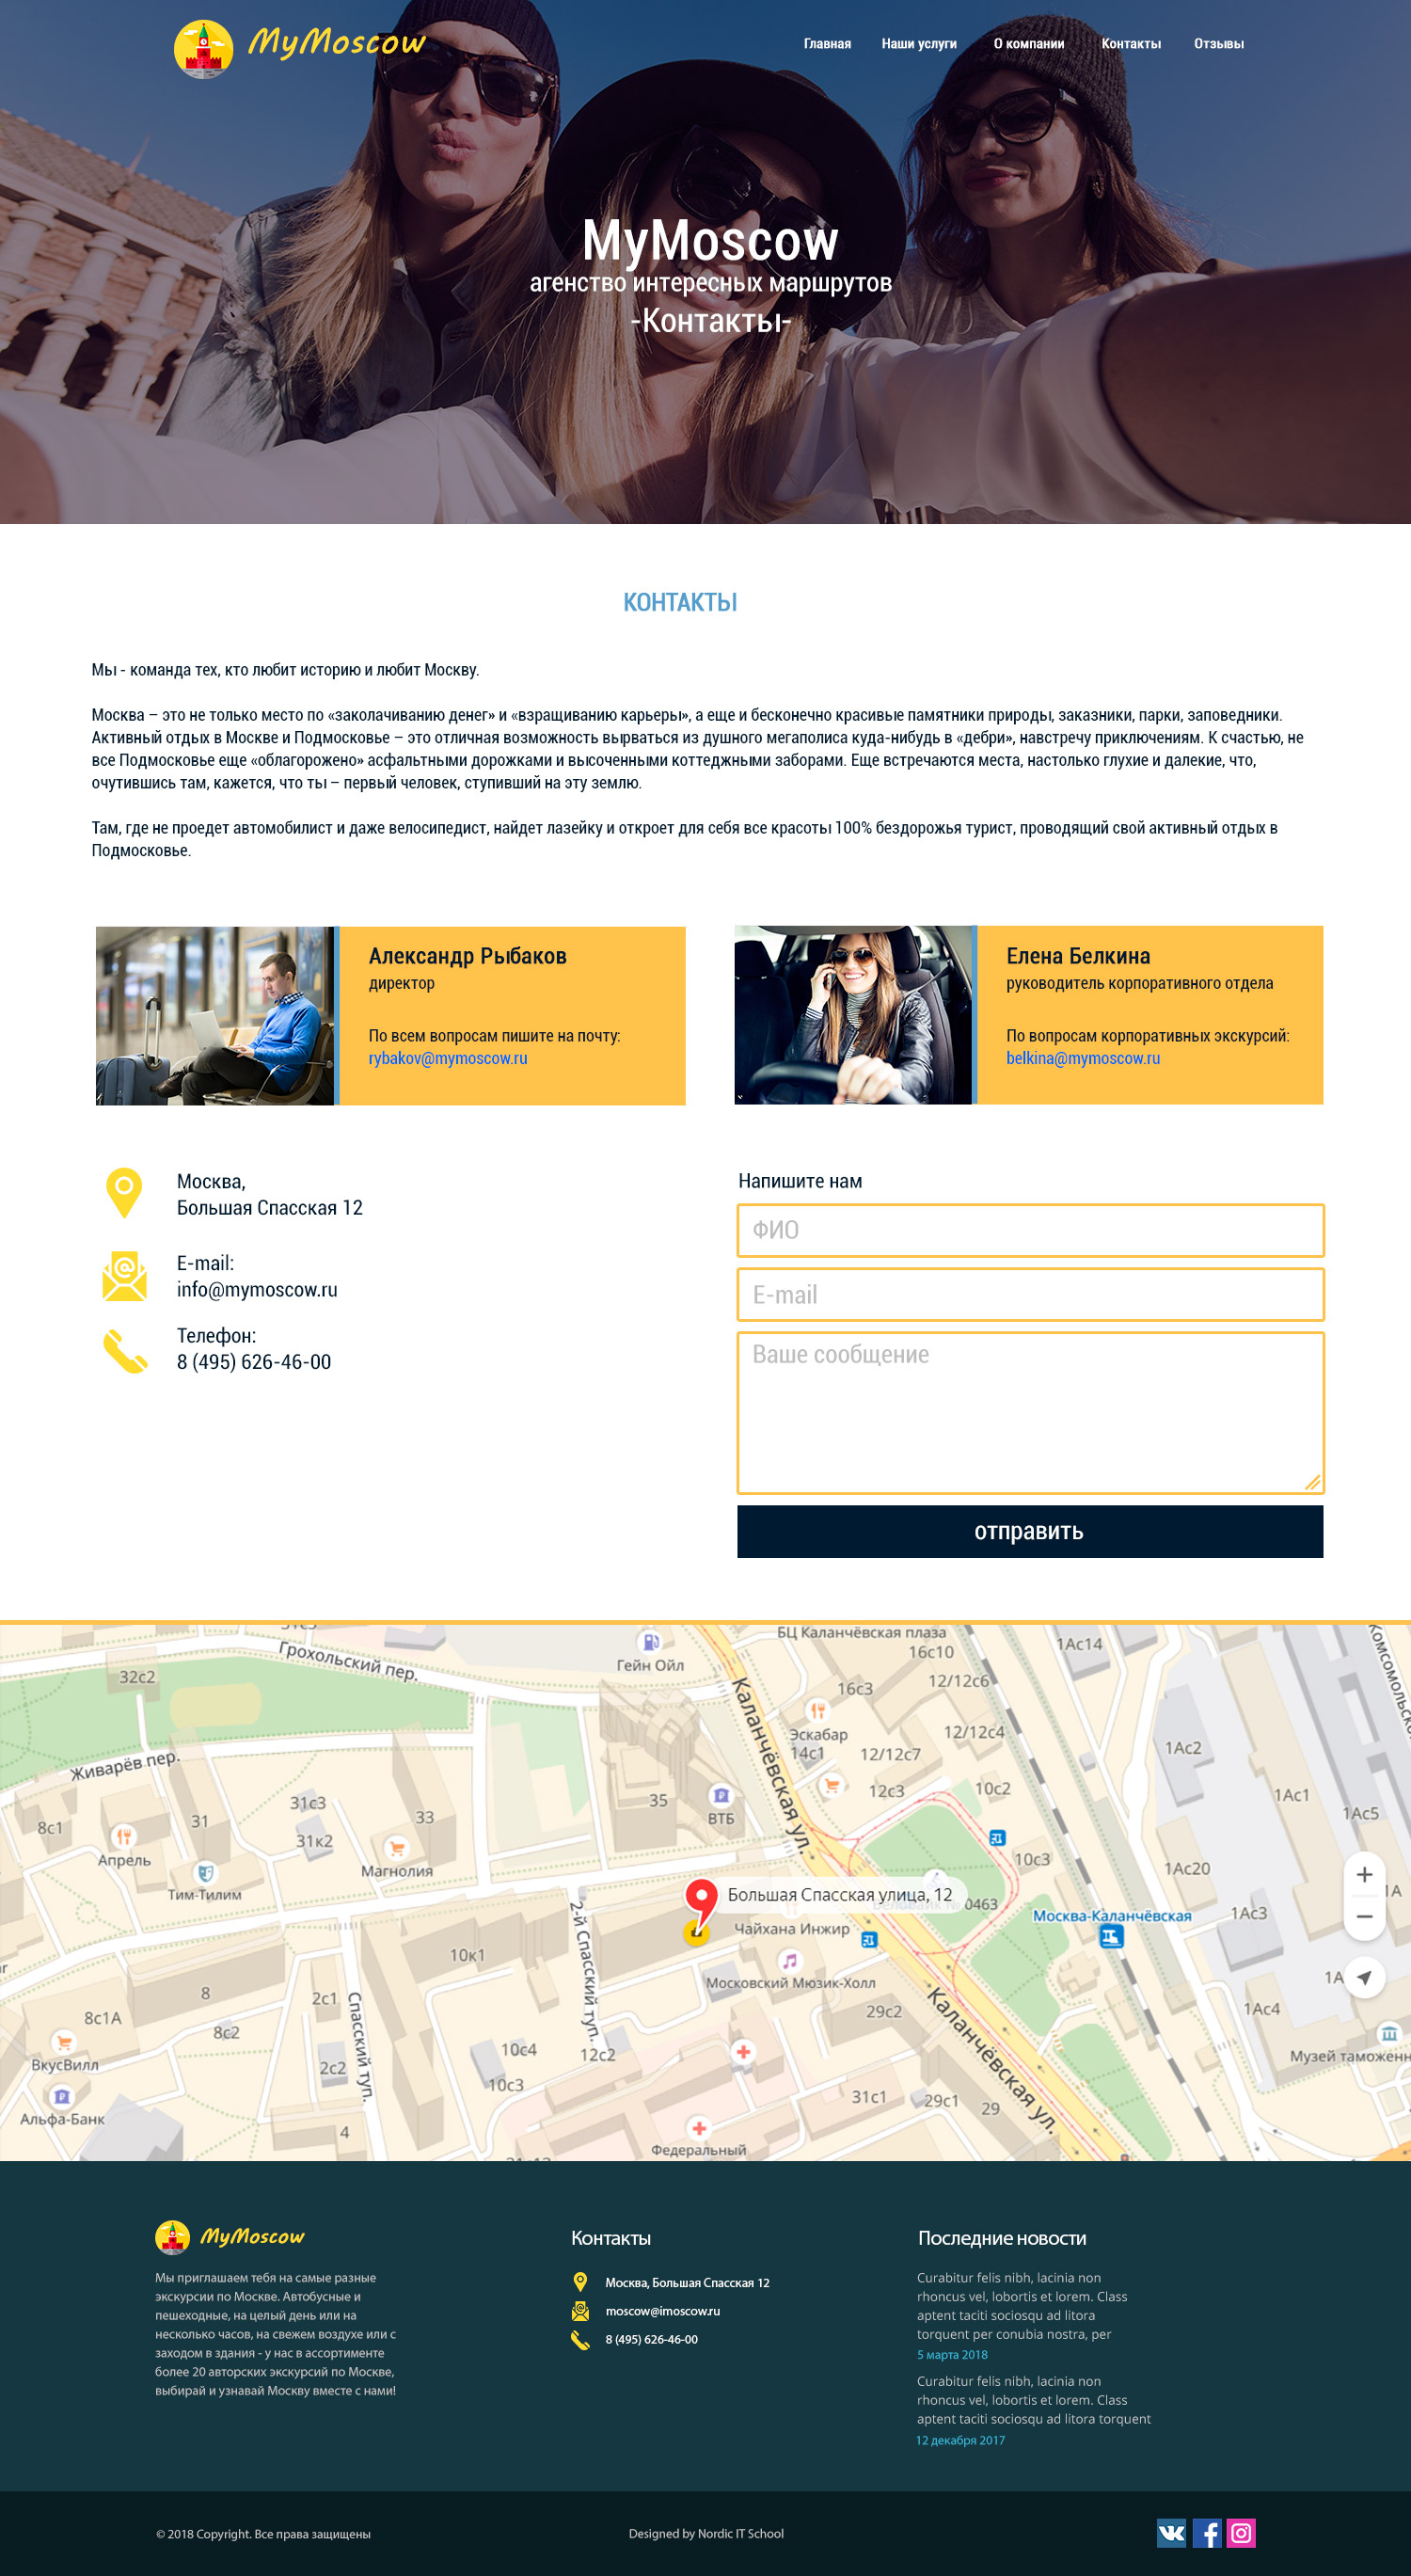 MyMoscow
Главная Наши услуги О компании Контакты Отзывы
MyMoscow
агенство интересных маршрутов
-Контакты-
КОНТАКТЫ
Мы - команда тех, кто любит историю и любит Москву.
Москва – это не только место по «заколачиванию денег» и «взращиванию карьеры», а еще и бесконечно красивые памятники природы, заказники, парки, заповедники.
Активный отдых в Москве и Подмосковье – это отличная возможность вырваться из душного мегаполиса куда-нибудь в «дебри», навстречу приключениям. К счастью, не
все Подмосковье еще «облагорожено» асфальтными дорожками и высоченными коттеджными заборами. Еще встречаются места, настолько глухие и далекие, что,
очутившись там, кажется, что ты – первый человек, ступивший на эту землю.
Там, где не проедет автомобилист и даже велосипедист, найдет лазейку и откроет для себя все красоты 100% бездорожья турист, проводящий свой активный отдых в
Подмосковье.
Александр Рыбаков
директор
По всем вопросам пишите на почту:
rybakov@mymoscow.ru
Елена Белкина
руководитель корпоративного отдела
По вопросам корпоративных экскурсий:
belkina@mymoscow.ru
Москва,
Большая Спасская 12
E-mail:
info@mymoscow.ru
Телефон:
8 (495) 626-46-00
Напишите нам
ФИО
E-mail
Ваше сообщение
отправить
БЦ Каланчёвская плаза
Грохольский пер.
32с2
Гейн Ойл
16с10
1Ас14
Комсомольск
16с3
12/12с6
Каланчёвская ул.
Эскабар
14с1
12/12с4
12/12с7
1Ас2
Живарёв пер.
12с3
10с2
1Ас1
31с3
35
ВТБ
1Ас5
8с1
31
33
31к2
Апрель
Магнолия
10с3
1Ас20
Тим-Тилим
Большая Спасская улица, 12
0463
1А
1Ас3
Москва-Каланчёвская
2-й Спасский туп.
Чайхана Инжир
10к1
Московский Мюзик-Холл
1А
8
2с1
Спасский туп.
8с1А
8с2
29с2
1Ас4
Каланчёвская ул.
ВкусВилл
2с2
10с4
12с2
Музей таможенн
10с3
31с1
29с1
29
Альфа-Банк
4
Федеральный
MyMoscow
Мы приглашаем тебя на самые разные
экскурсии по Москве. Автобусные и
пешеходные, на целый день или на
несколько часов, на свежем воздухе или с
заходом в здания - у нас в ассортименте
более 20 авторских экскурсий по Москве,
выбирай и узнавай Москву вместе с нами!
Контакты
Москва, Большая Спасская 12
moscow@imoscow.ru
8 (495) 626-46-00
Последние новости
Curabitur felis nibh, lacinia non
rhoncus vel, lobortis et lorem. Class
aptent taciti sociosqu ad litora
torquent per conubia nostra, per
5 марта 2018
Curabitur felis nibh, lacinia non
rhoncus vel, lobortis et lorem. Class
aptent taciti sociosqu ad litora torquent
12 декабря 2017
© 2018 Copyright. Все права защищены
Designed by Nordic IT School